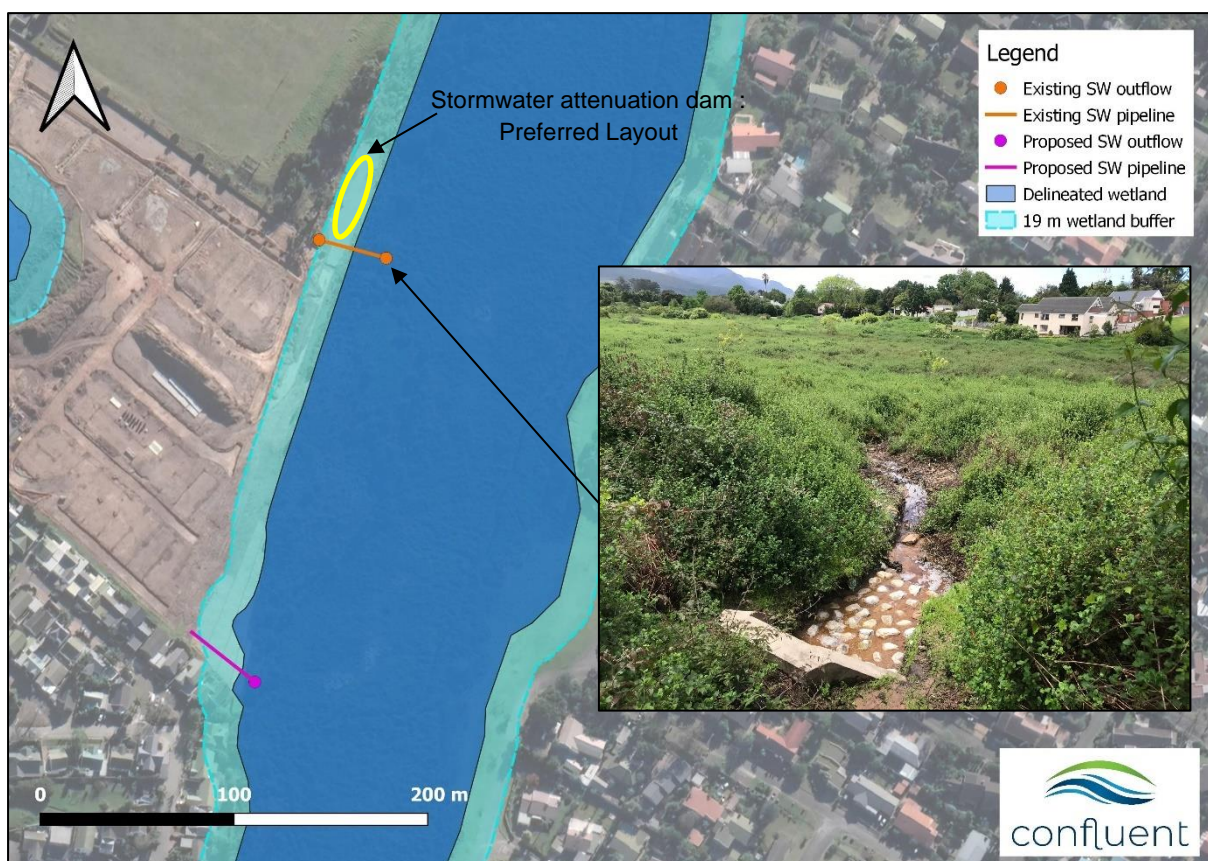 Stormwater attenuation dam :
Preferred Layout
Legend
Existing SW outflow
Existing SW pipeline
Proposed SW outflow
Proposed SW pipeline
Delineated wetland
19 m wetland buffer
0
100
200 m
confluent